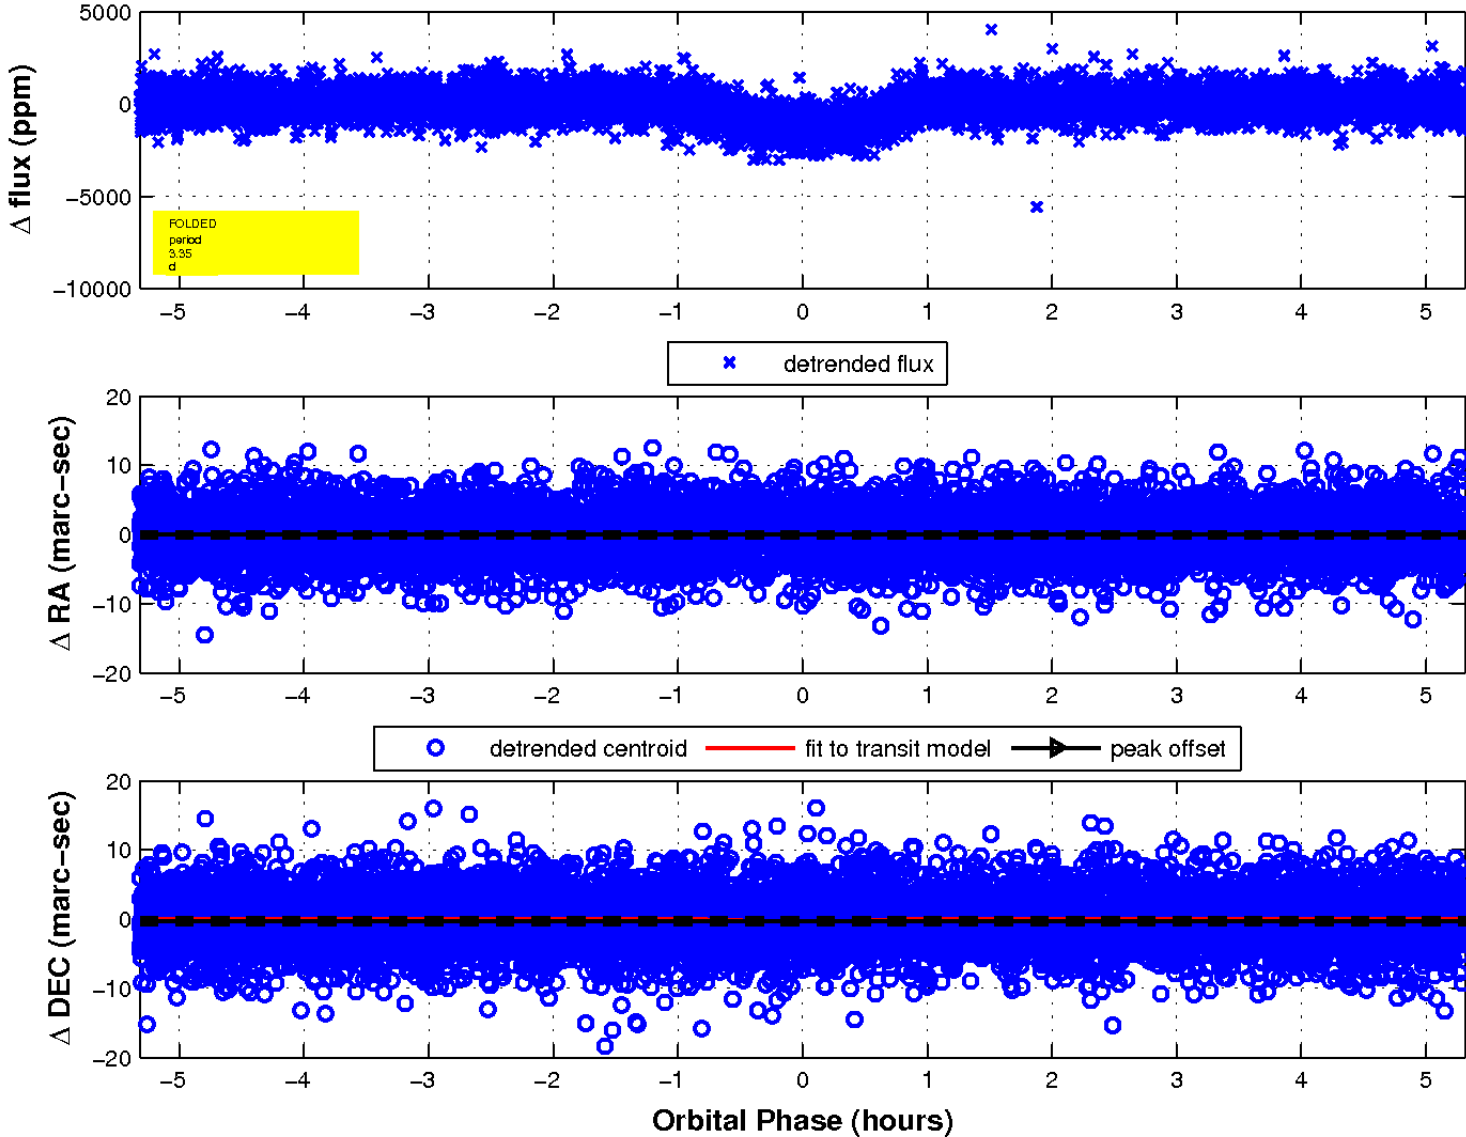 5000
0
−5000
−10000
Δ flux (ppm)
FOLDED
period
3.35
d
−5 −4 −3 −2 −1 0 1 2 3 4 5
detrended flux
20
10
0
−10
−20
Δ RA (marc−sec)
−5 −4 −3 −2 −1 0 1 2 3 4 5
detrended centroid fit to transit model peak offset
20
10
0
−10
−20
Δ DEC (marc−sec)
−5 −4 −3 −2 −1 0 1 2 3 4 5
Orbital Phase (hours)